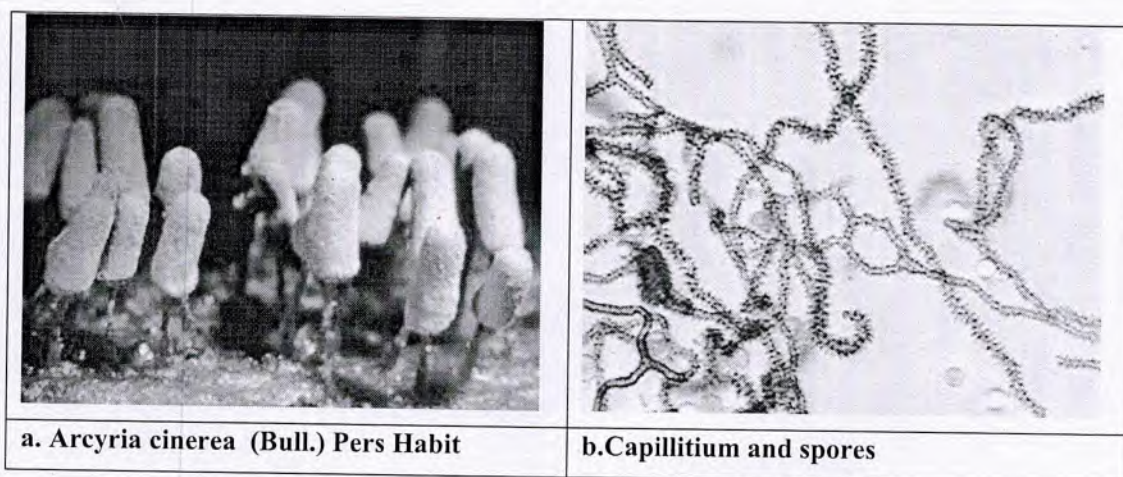 a. Arcyria cinerea (Bull.) Pers Habit
b.Capillitium and spores